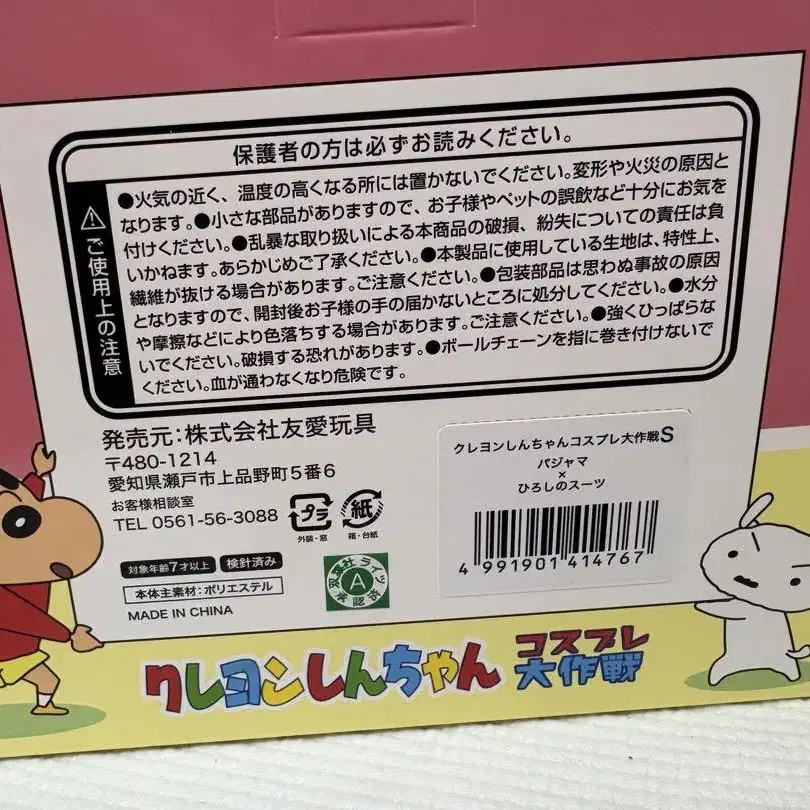 保護者の方は必ずお読みください。
⚠ご使用上の注意
●火気の近く、温度の高くなる所には置かないでください。変形や火災の原因と
なります。●小さな部品がありますので、お子様やペットの誤飲など十分にお気を
付けください。●乱暴な取り扱いによる本商品の破損、紛失についての責任は負
いかねます。あらかじめご了承ください。●本製品に使用している生地は、特性上、
繊維が抜ける場合があります。ご注意ください。●包装部品は思わぬ事故の原因
となりますので、開封後お子様の手の届かないところに処分してください。●水分
や摩擦などにより色落ちする場合があります。ご注意ください。●強くひっぱらな
いでください。破損する恐れがあります。●ボールチェーンを指に巻き付けないで
ください。血が通わなくなり危険です。
発売元:株式会社友愛玩具
〒480-1214
愛知県瀬戸市上品野町5番6
お客様相談室
TEL 0561-56-3088
プラ
外装・窓
紙
箱・台紙
対象年齢7才以上
検針済み
本体主素材:ポリエステル
MADE IN CHINA
A
クレヨンしんちゃんコスプレ大作戦S
パジャマ
×
ひろしのスーツ
4 991901 414767
クレヨンしんちゃん
コスプレ
大作戦